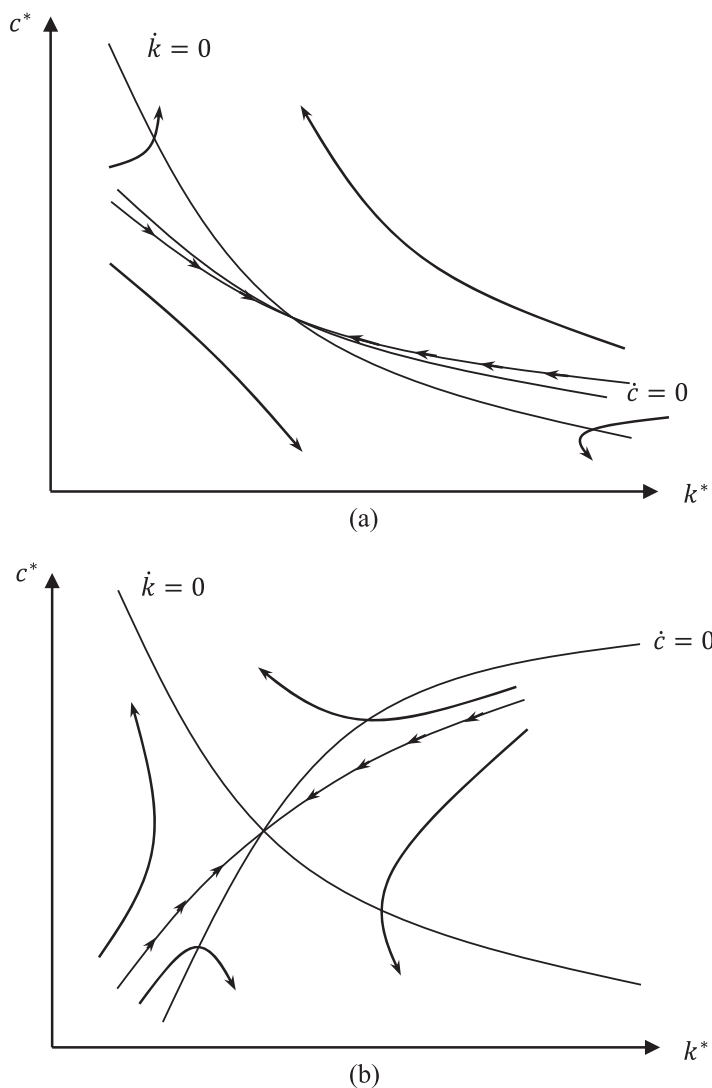 c*
k̇ = 0
ċ = 0
k*
(a)
c*
k̇ = 0
ċ = 0
k*
(b)